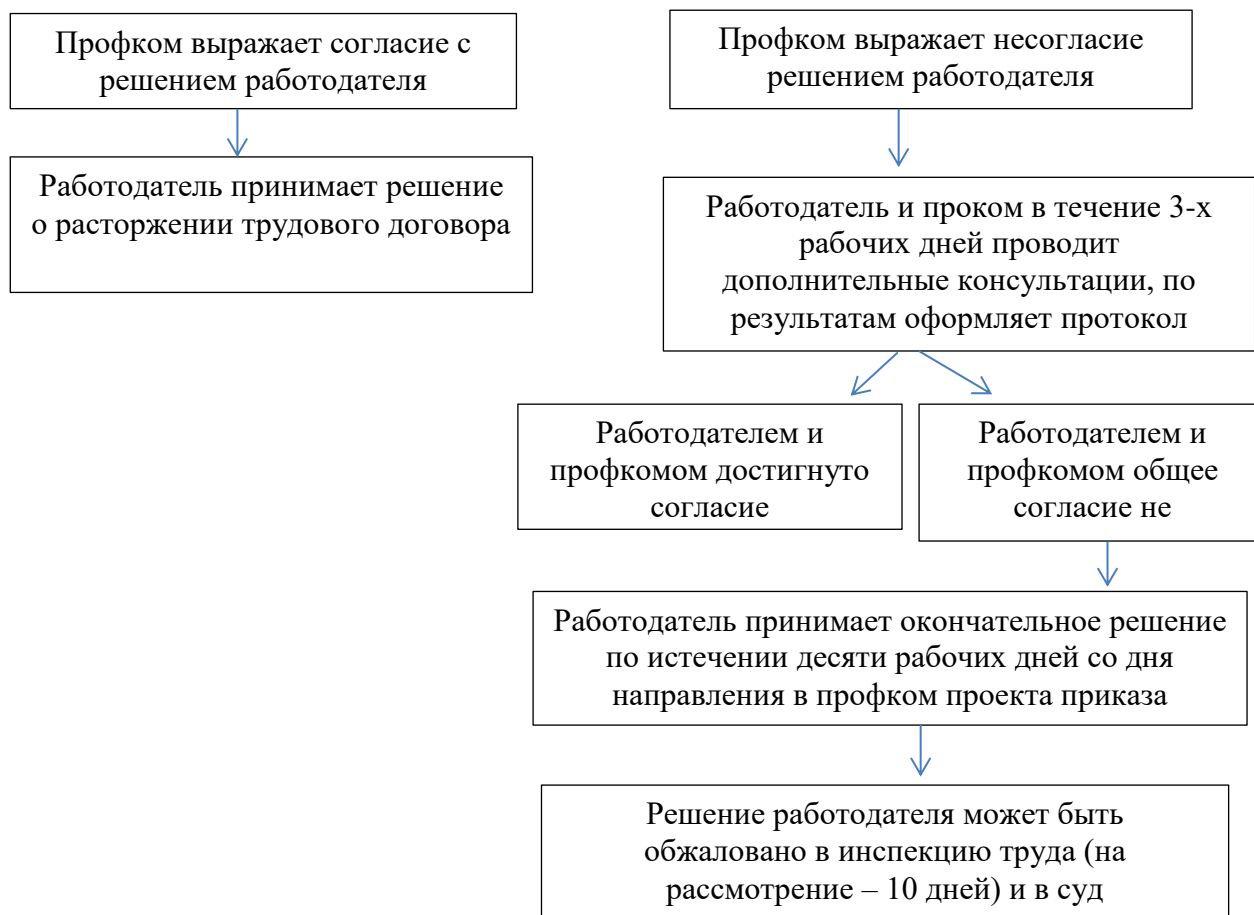 Профком выражает согласие с
решением работодателя
Профком выражает несогласие
решением работодателя
Работодатель принимает решение
о расторжении трудового договора
Работодатель и проком в течение 3-х
рабочих дней проводит
дополнительные консультации, по
результатам оформляет протокол
Работодателем и
профкомом достигнуто
согласие
Работодателем и
профкомом общее
согласие не
Работодатель принимает окончательное решение
по истечении десяти рабочих дней со дня
направления в профком проекта приказа
Решение работодателя может быть
обжаловано в инспекцию труда (на
рассмотрение – 10 дней) и в суд